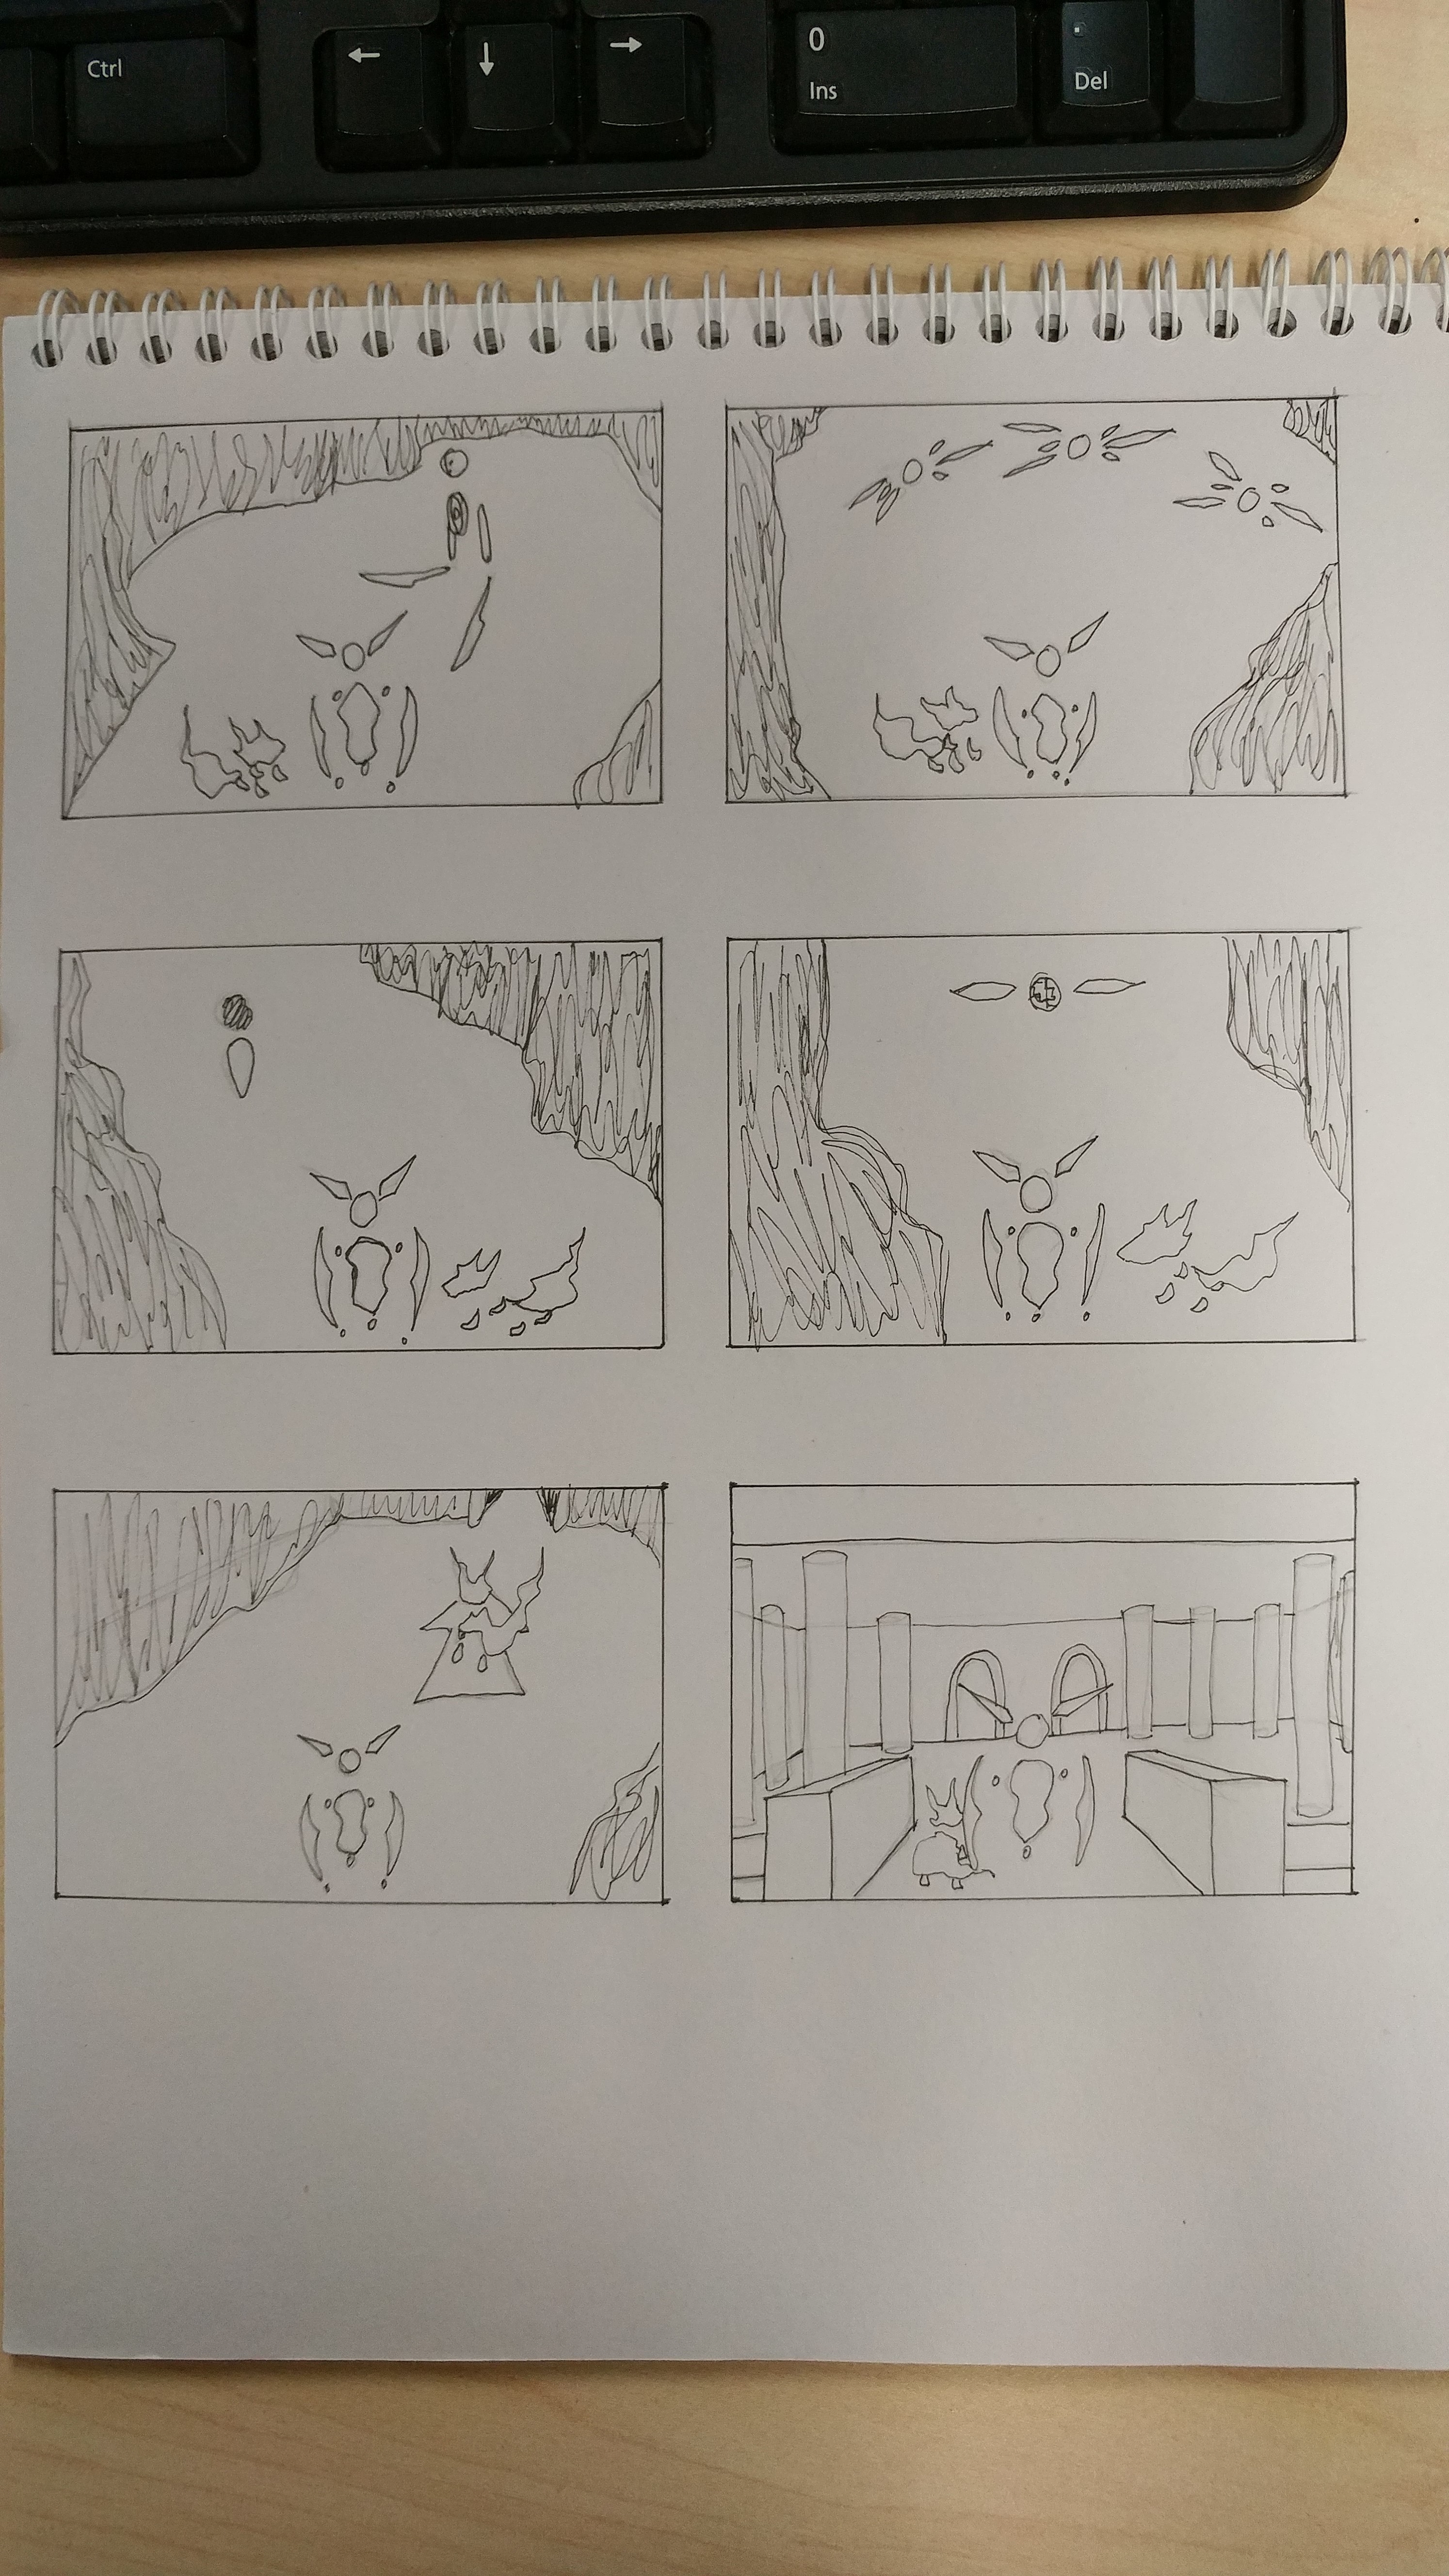 Ctrl
←
↓
→
0
Ins
.
Del